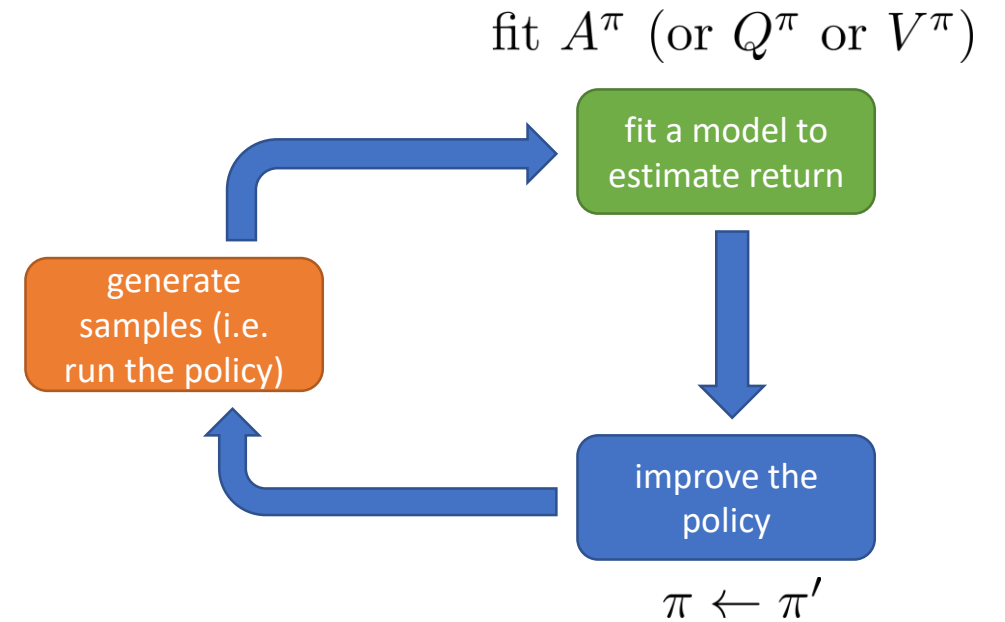 fit A^π (or Q^π or V^π)
fit a model to
estimate return
generate
samples (i.e.
run the policy)
improve the
policy
π ← π′